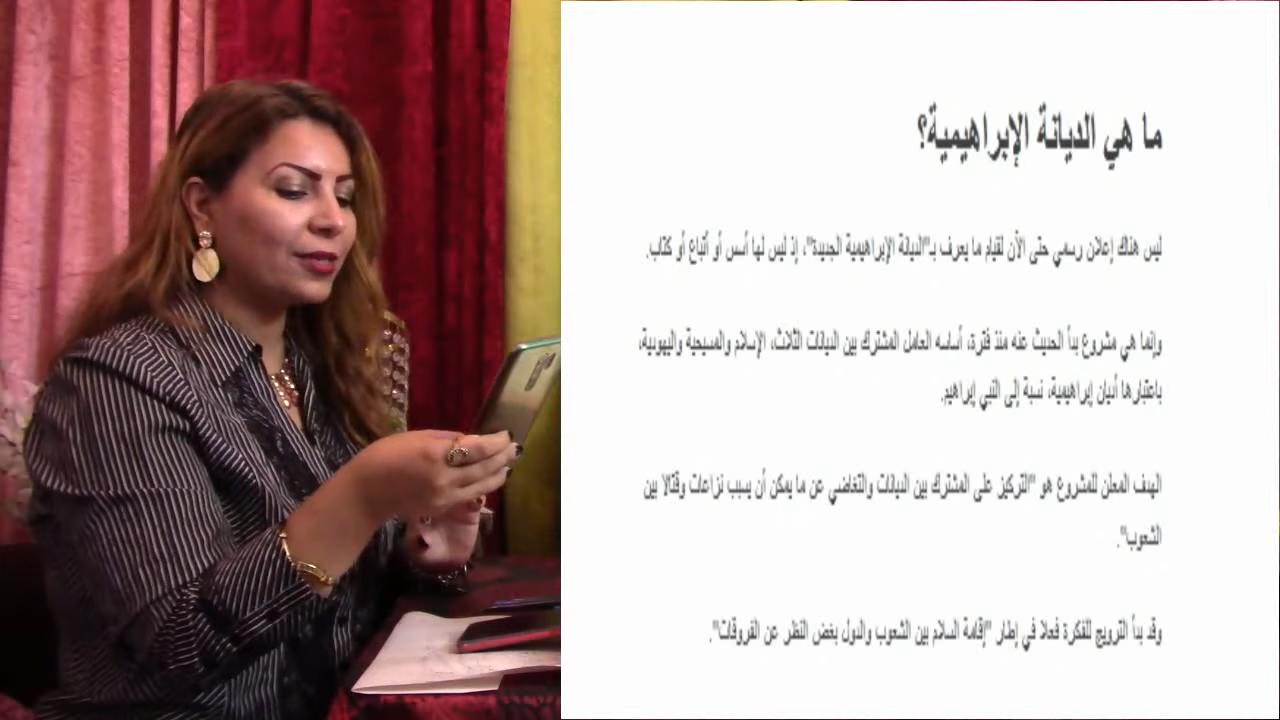 ما هي الديانة الإبراهيمية؟
ليس هناك إعلان رسمي حتى الآن لقيام ما يعرف بـ"الديانة الإبراهيمية الجديدة"، إذ ليس لها أسس أو أتباع أو كتاب.
وإنما هي مشروع بدأ الحديث عنه منذ فترة، أساسه العامل المشترك بين الديانات الثلاث، الإسلام والمسيحية واليهودية،
باعتبارها أديان إبراهيمية، نسبة إلى النبي إبراهيم.
الهدف المعلن للمشروع هو "التركيز على المشترك بين الديانات والتغاضي عن ما يمكن أن يسبب نزاعات وقتالا بين
الشعوب".
وقد بدأ الترويج للفكرة فعلا في إطار "إقامة السلام بين الشعوب والدول بغض النظر عن الفروقات".